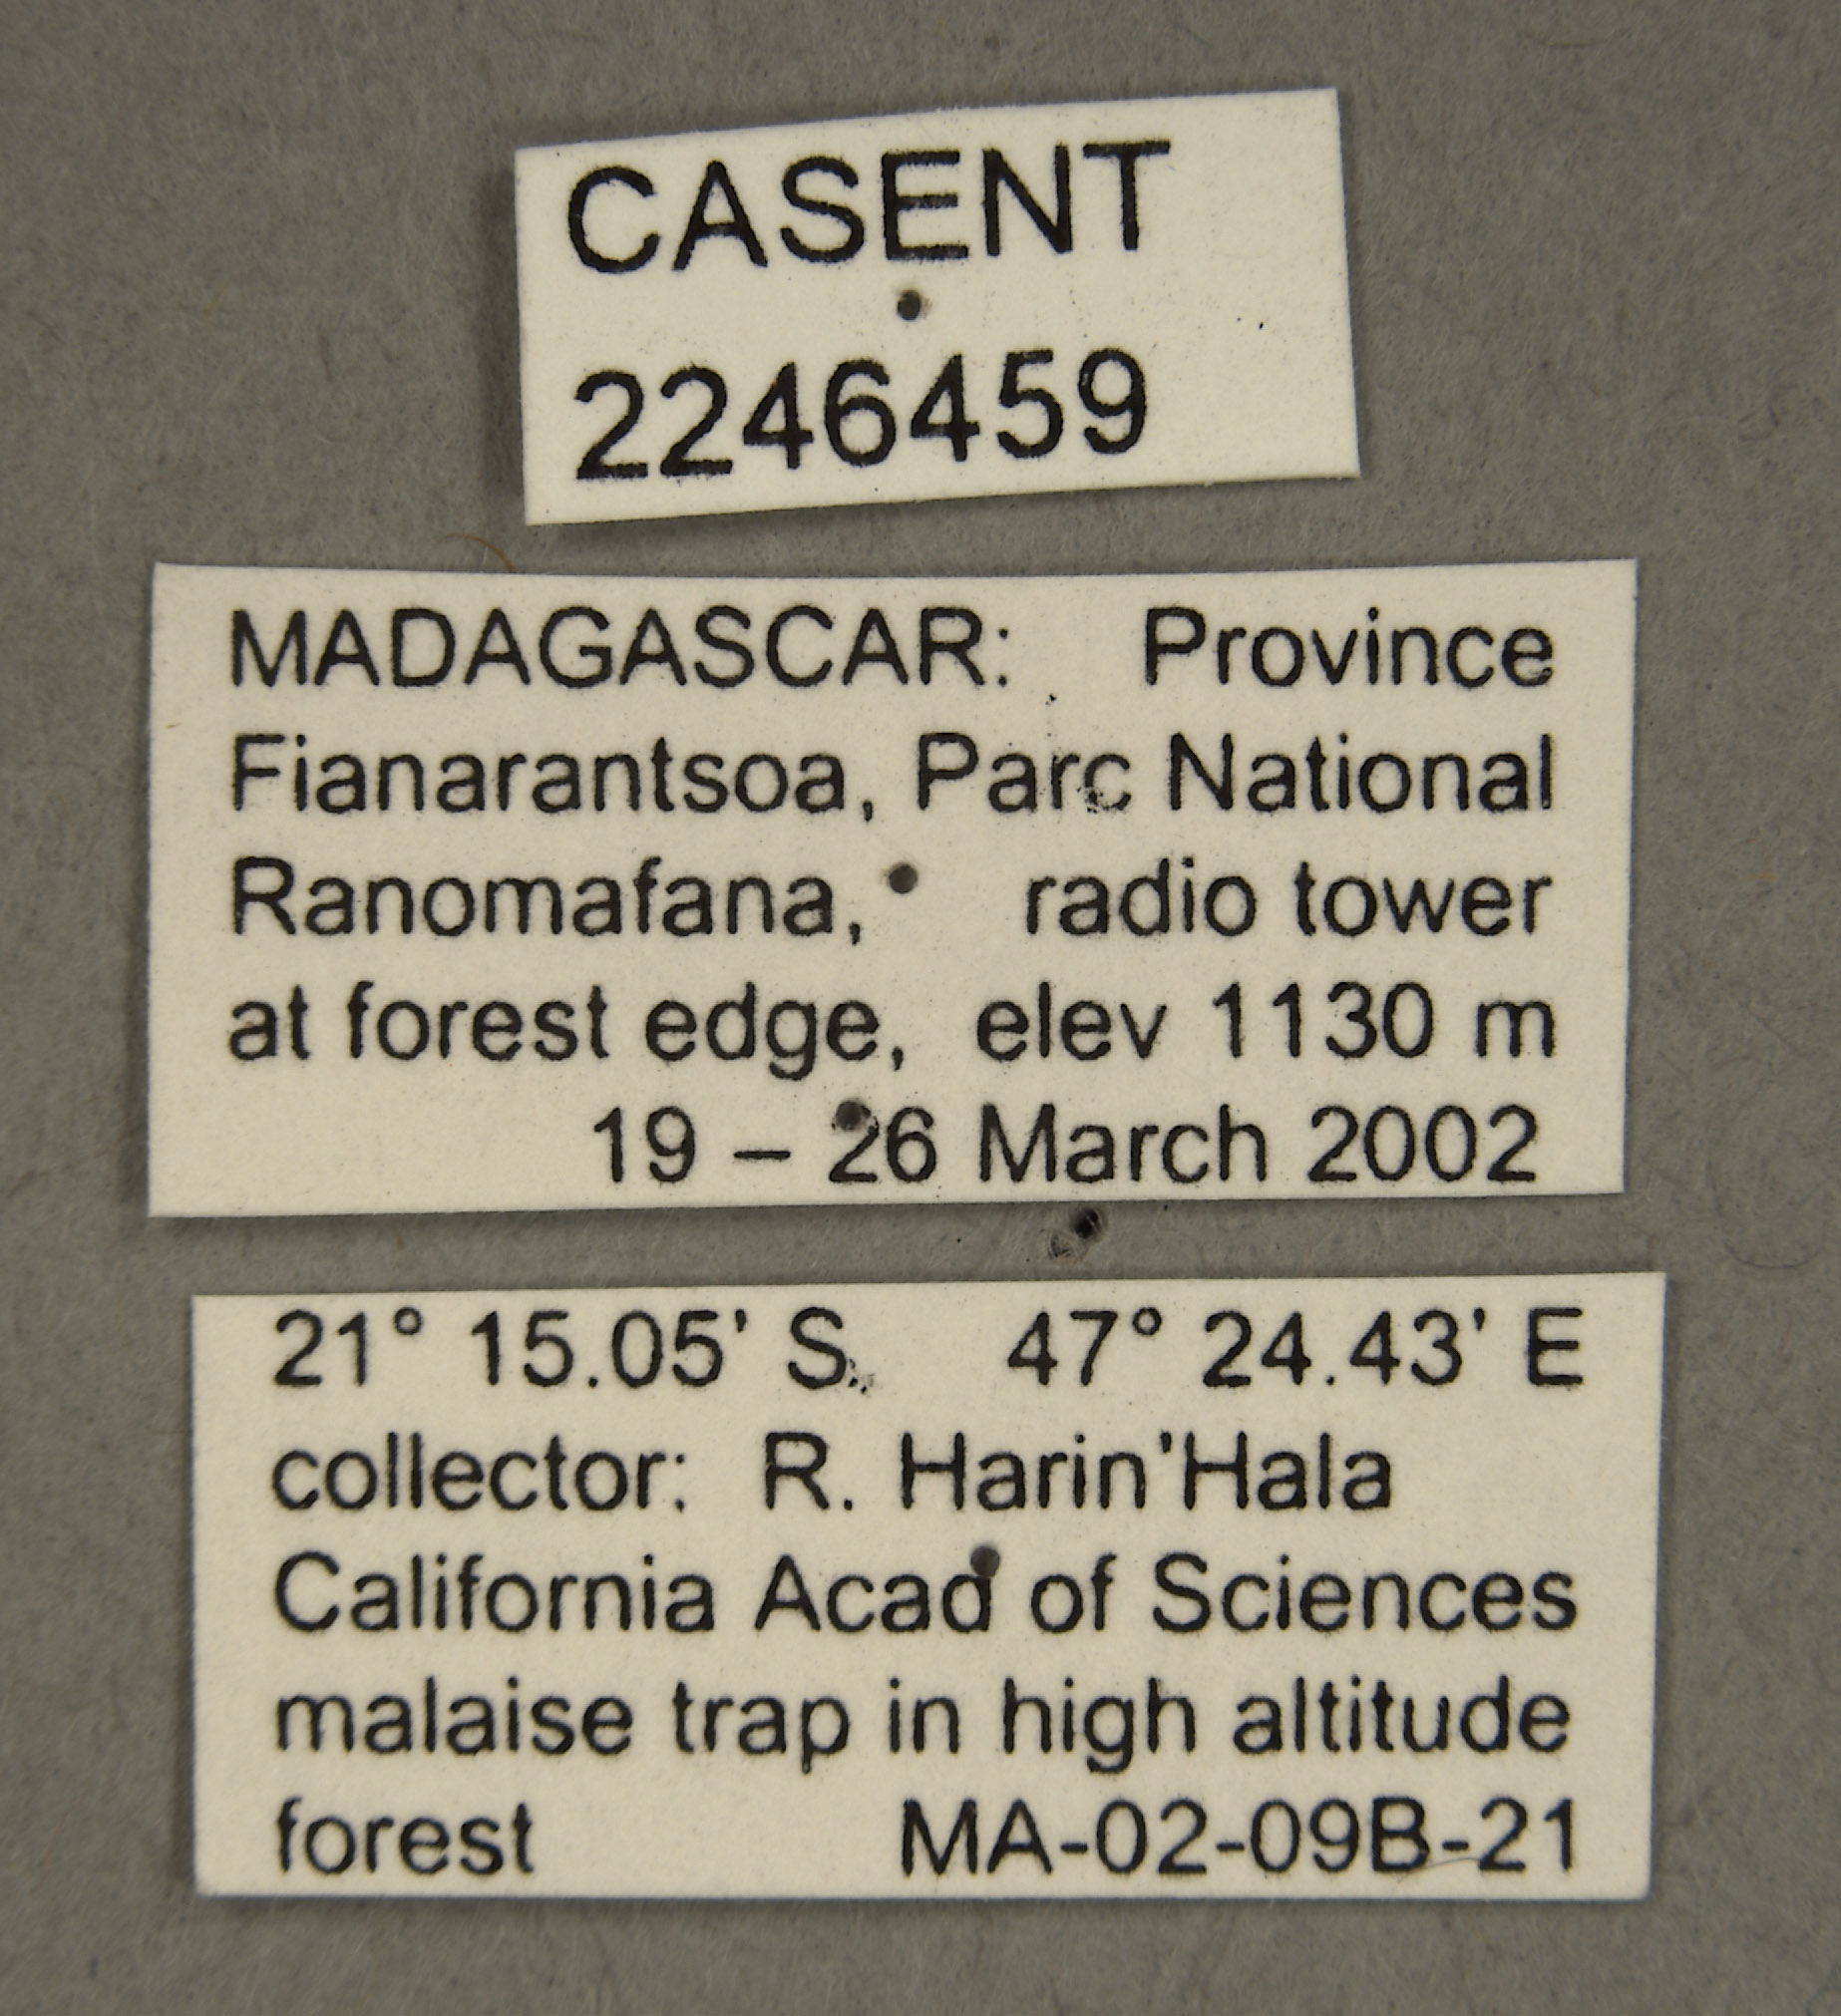 CASENT
2246459
MADAGASCAR: Province
Fianarantsoa, Parc National
Ranomafana, radio tower
at forest edge, elev 1130 m
19 – 26 March 2002
21° 15.05' S 47° 24.43' E
collector: R. Harin'Hala
California Acad of Sciences
malaise trap in high altitude
forest MA-02-09B-21